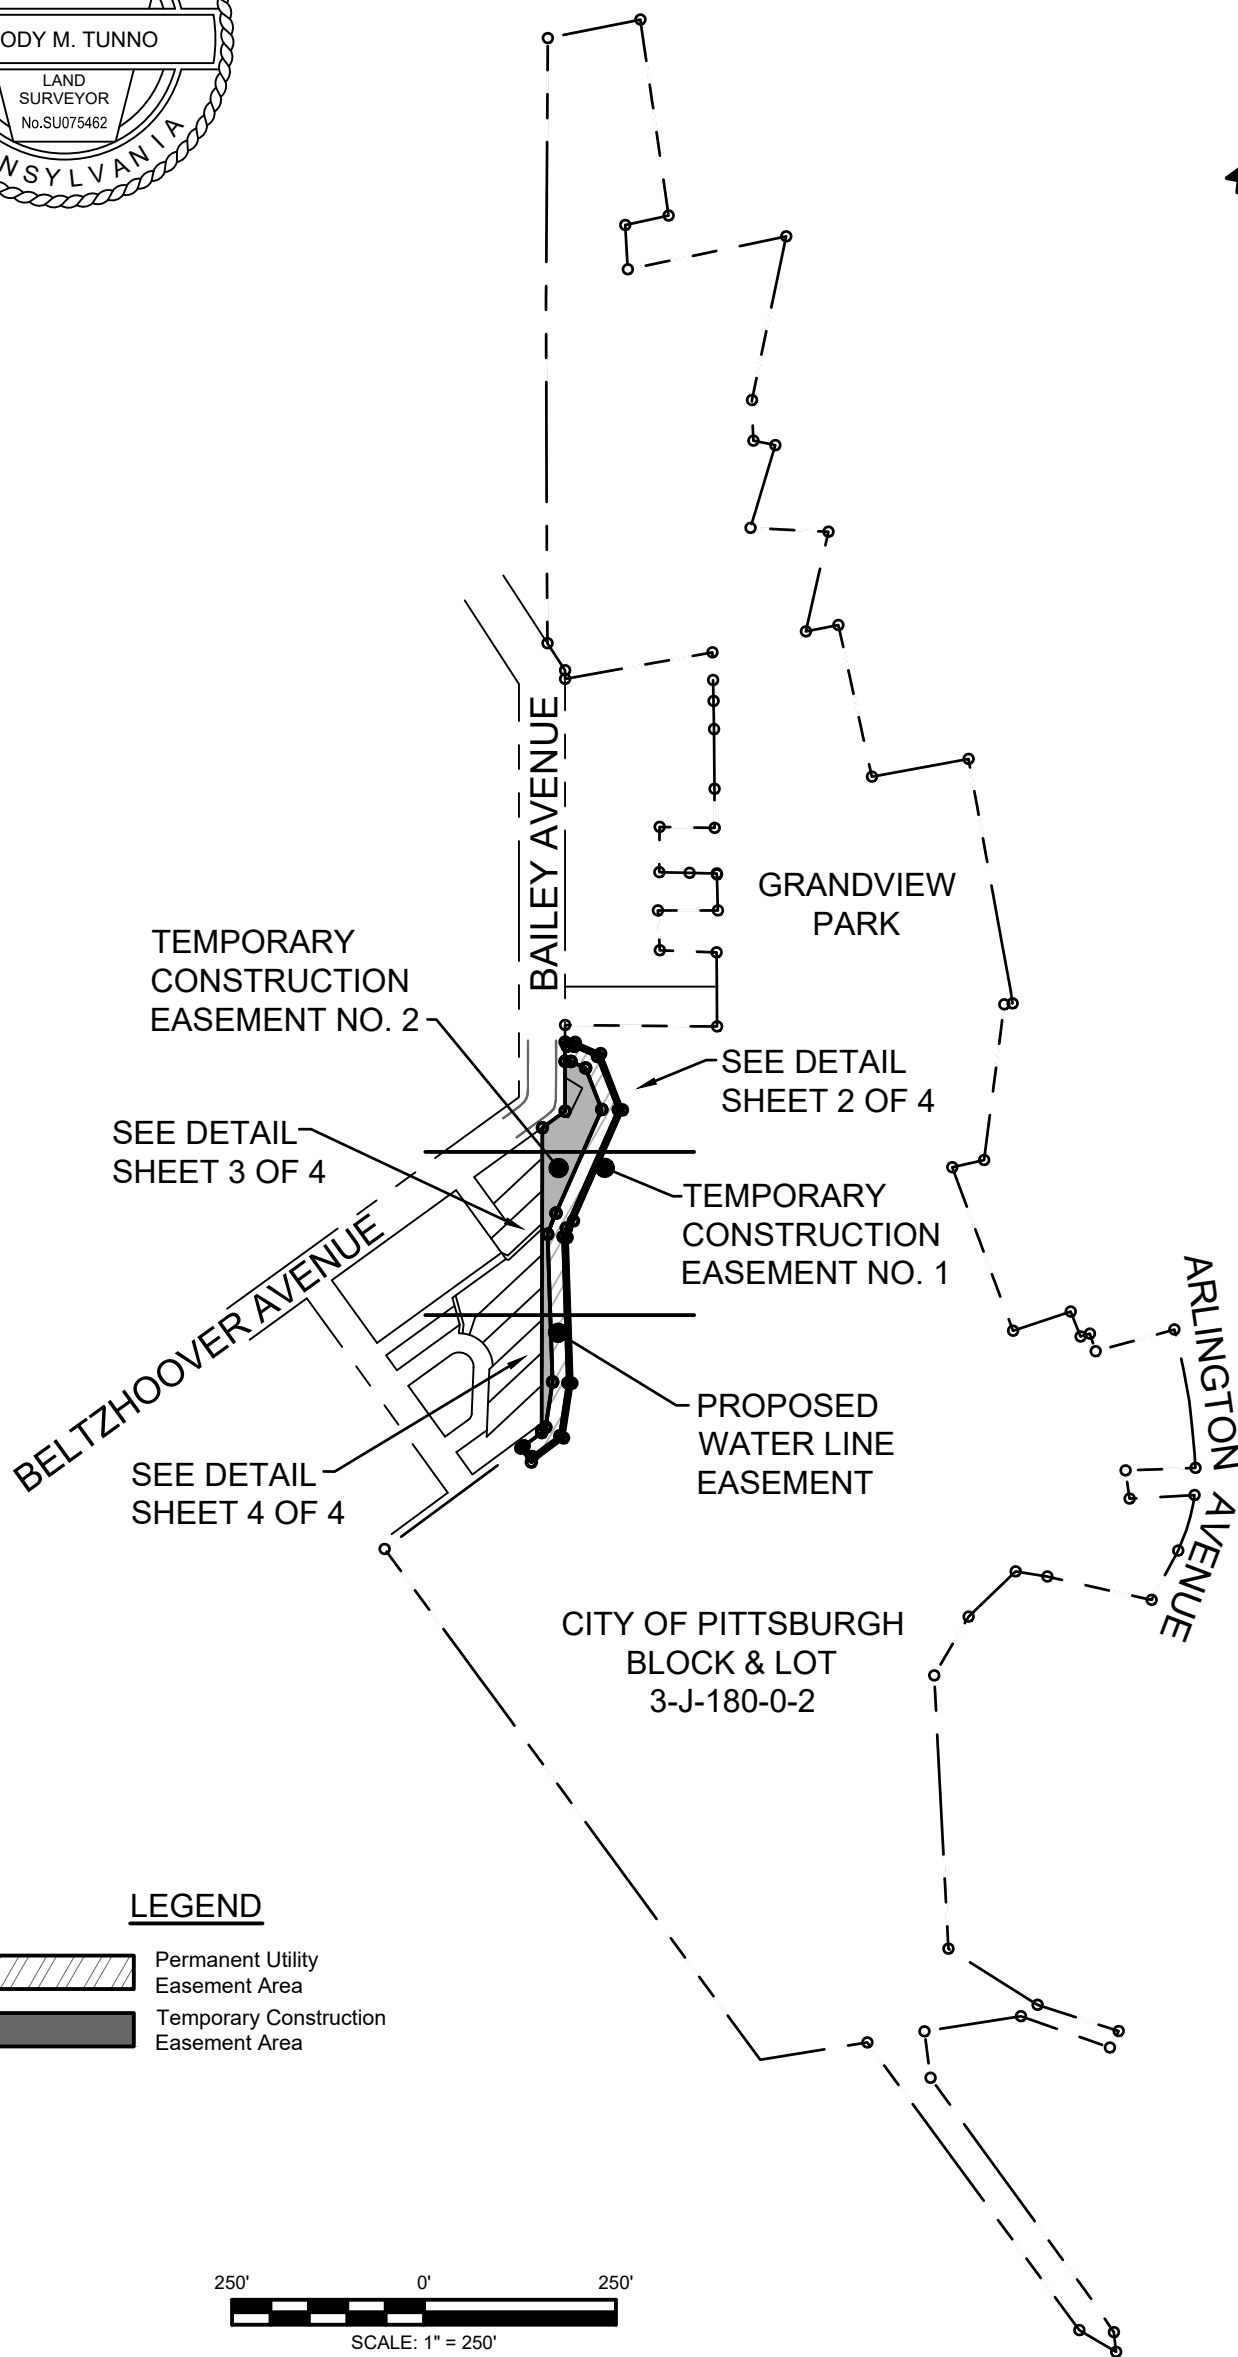 ODY M. TUNNO
LAND
SURVEYOR
No.SU075462
NSYLVANIA
BAILEY AVENUE
GRANDVIEW
PARK
TEMPORARY
CONSTRUCTION
EASEMENT NO. 2
SEE DETAIL
SHEET 2 OF 4
SEE DETAIL
SHEET 3 OF 4
TEMPORARY
CONSTRUCTION
EASEMENT NO. 1
BELTZHOOVER AVENUE
ARLINGTON AVENUE
PROPOSED
WATER LINE
EASEMENT
SEE DETAIL
SHEET 4 OF 4
CITY OF PITTSBURGH
BLOCK & LOT
3-J-180-0-2
LEGEND
Permanent Utility
Easement Area
Temporary Construction
Easement Area
250' 0' 250'
SCALE: 1" = 250'